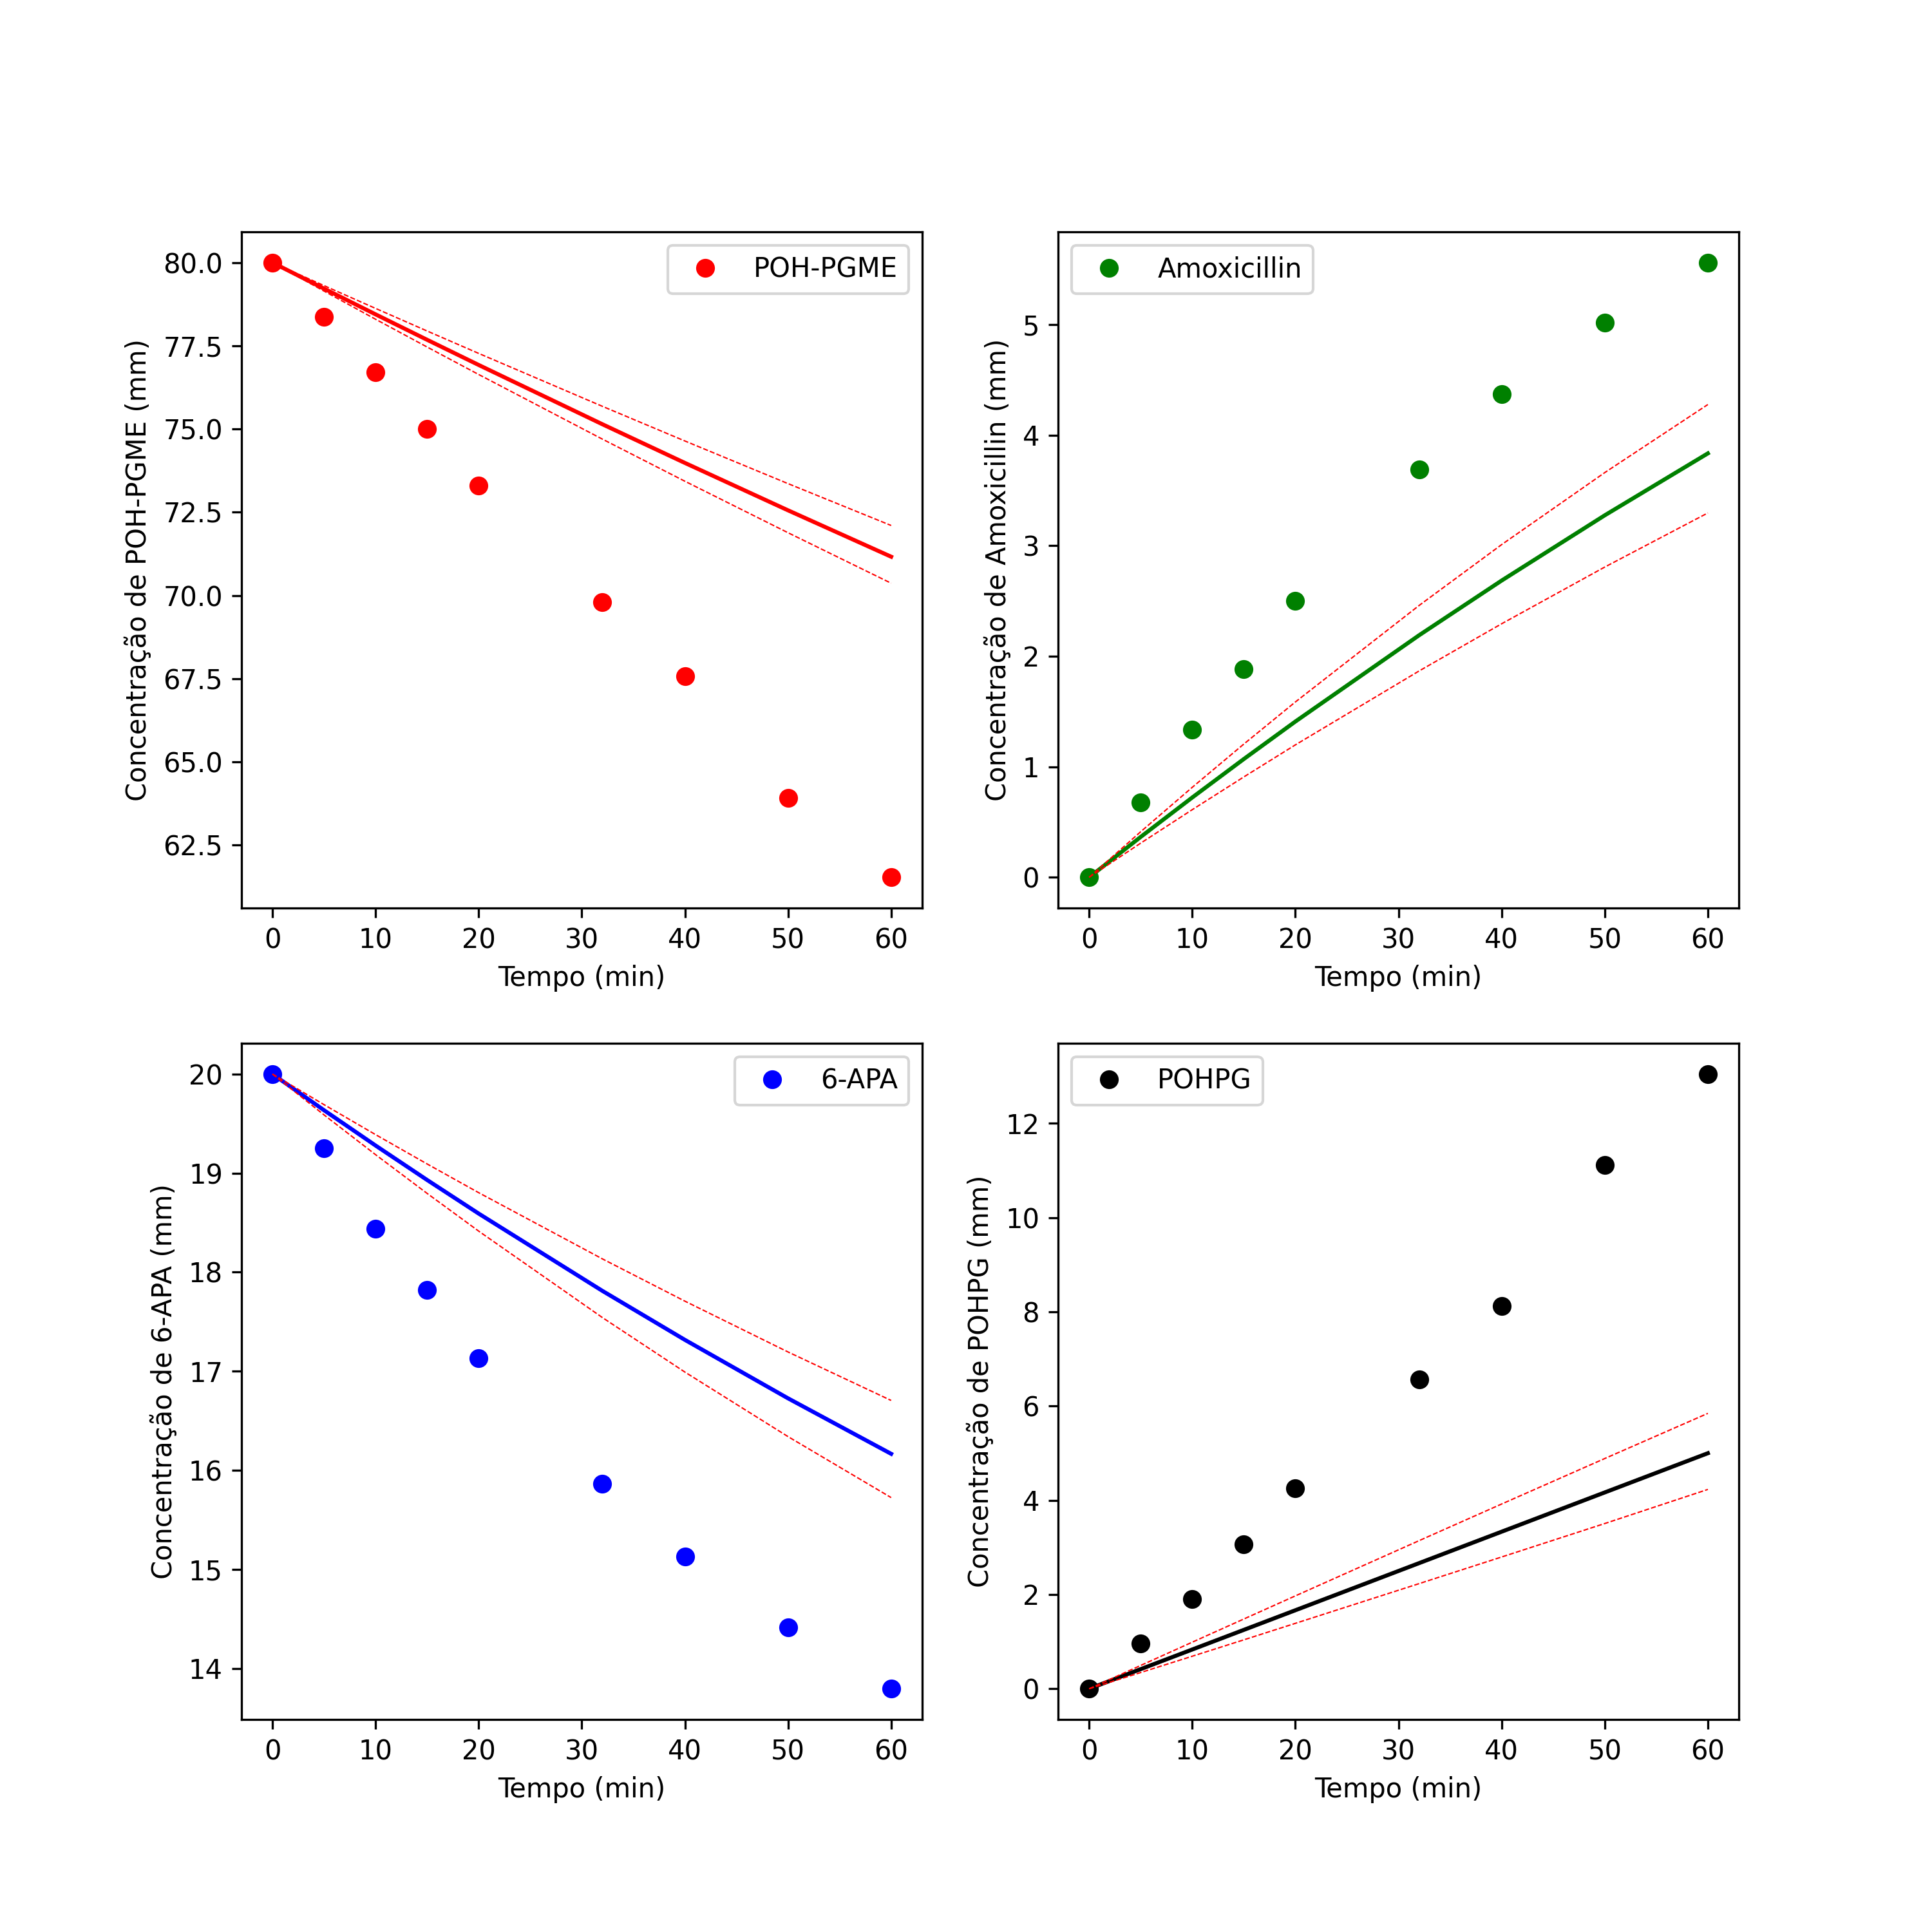 POH-PGME
80.0
77.5
75.0
72.5
70.0
67.5
65.0
62.5
Concentração de POH-PGME (mm)
0 10 20 30 40 50 60
Tempo (min)
Amoxicillin
5
4
3
2
1
0
Concentração de Amoxicillin (mm)
0 10 20 30 40 50 60
Tempo (min)
6-APA
20
19
18
17
16
15
14
Concentração de 6-APA (mm)
0 10 20 30 40 50 60
Tempo (min)
POHPG
12
10
8
6
4
2
0
Concentração de POHPG (mm)
0 10 20 30 40 50 60
Tempo (min)